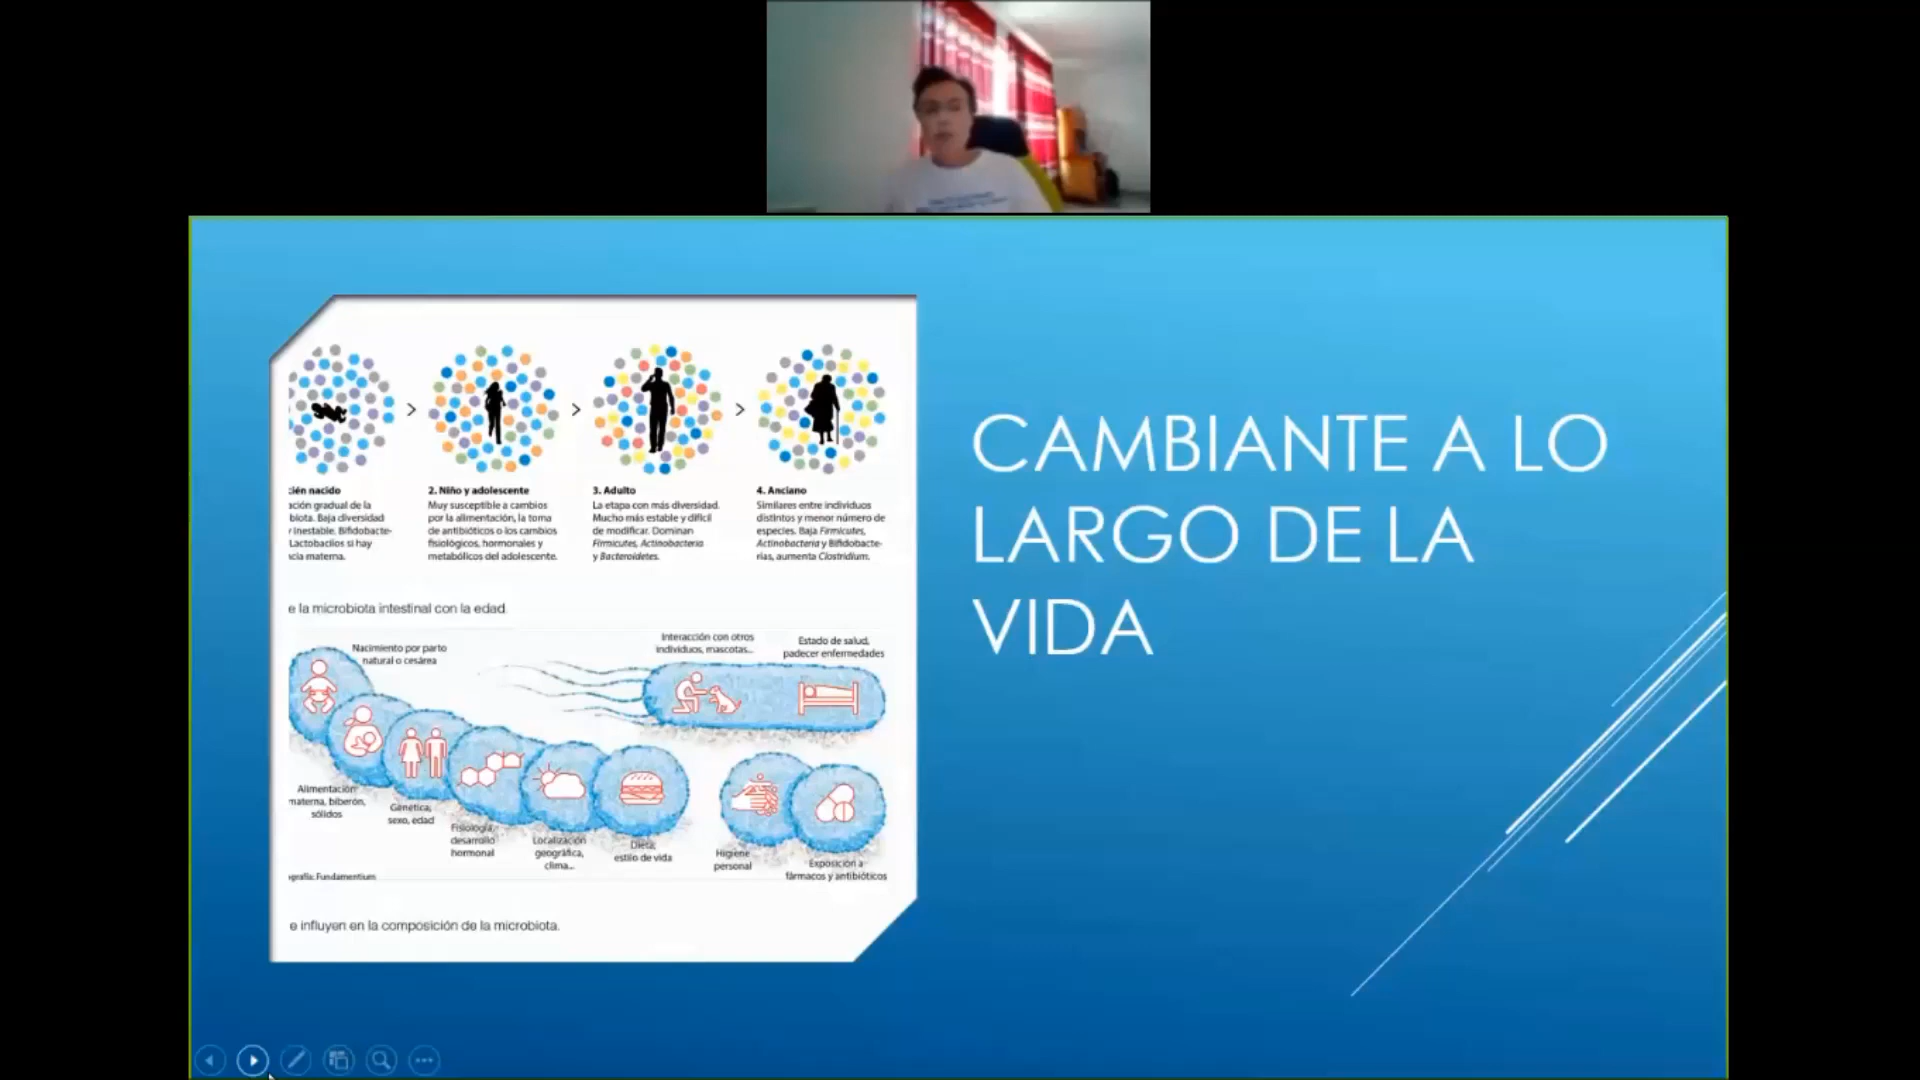 cién nacido
ación gradual de la
biota. Baja diversidad
y inestable. Bifidobacte-
Lactobacilos si hay
ncia materna.
2. Niño y adolescente
Muy susceptible a cambios
por la alimentación, la toma
de antibióticos o los cambios
fisiológicos, hormonales y
metabólicos del adolescente.
3. Adulto
La etapa con más diversidad.
Mucho más estable y difícil
de modificar. Dominan
Firmicutes, Actinobacteria
y Bacteroidetes.
4. Anciano
Similares entre individuos
distintos y menor número de
especies. Baja Firmicutes,
Actinobacteria y Bifidobacte-
rias, aumenta Clostridium.
e la microbiota intestinal con la edad.
Nacimiento por parto
natural o cesárea
Interacción con otros
individuos, mascotas...
Estado de salud,
padecer enfermedades
Alimentación
materna, biberón,
sólidos
Genética,
sexo, edad
Fisiología,
desarrollo
hormonal
Localización
geográfica,
clima...
Dieta,
estilo de vida
Higiene
personal
Exposición a
fármacos y antibióticos
grafía: Fundamentium
e influyen en la composición de la microbiota.
CAMBIANTE A LO
LARGO DE LA
VIDA